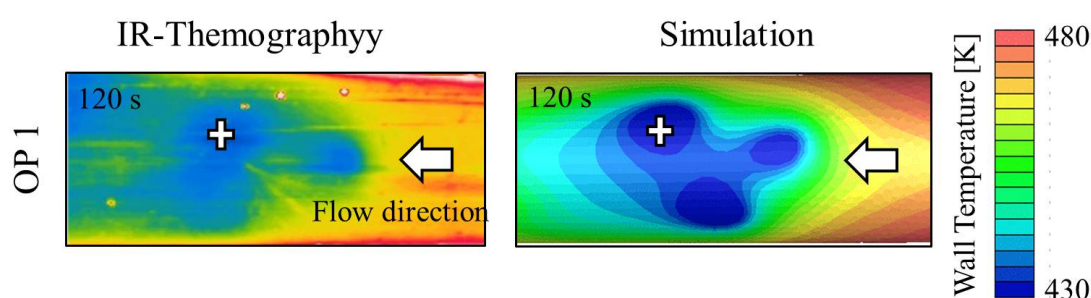 IR-Themographyy
Simulation
OP 1
120 s
Flow direction
120 s
Wall Temperature [K]
480
430